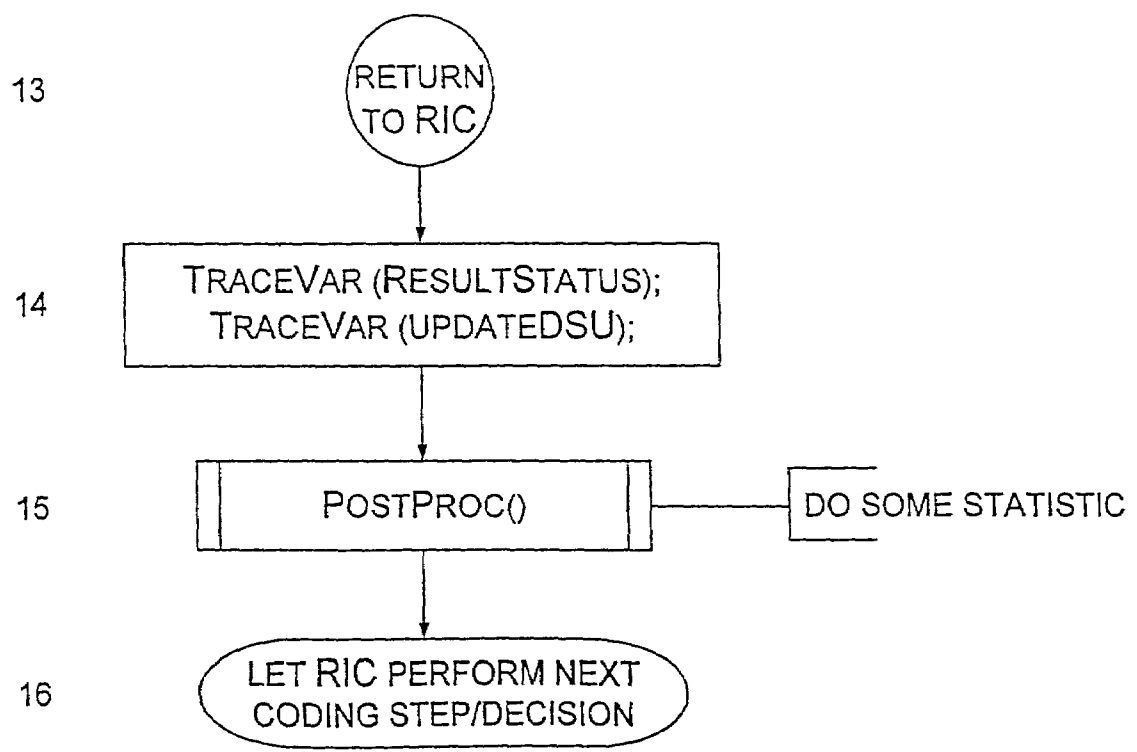 13
RETURN
TO RIC
14
TRACEVAR (RESULTSTATUS);
TRACEVAR (UPDATEDSU);
15
POSTPROC()
DO SOME STATISTIC
16
LET RIC PERFORM NEXT
CODING STEP/DECISION